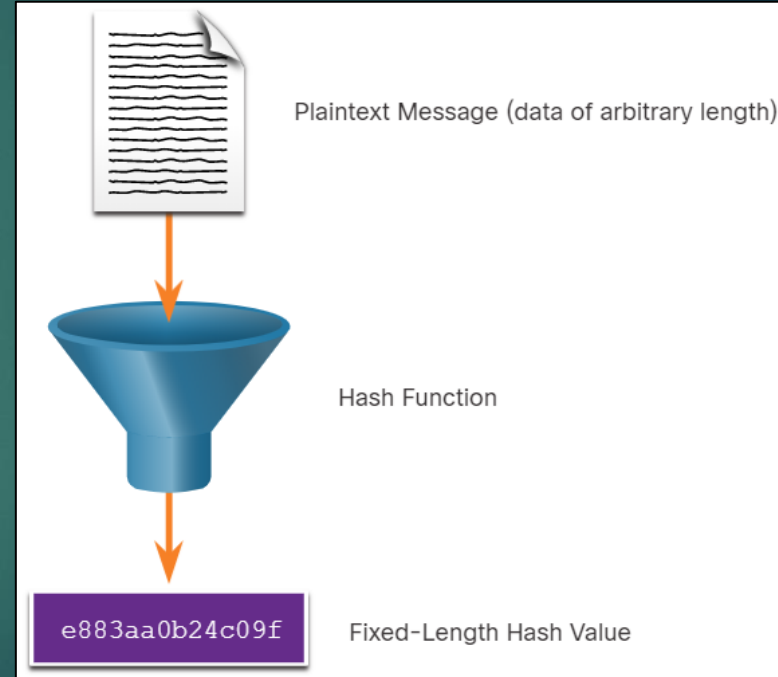 Plaintext Message (data of arbitrary length)
Hash Function
e883aa0b24c09f
Fixed-Length Hash Value